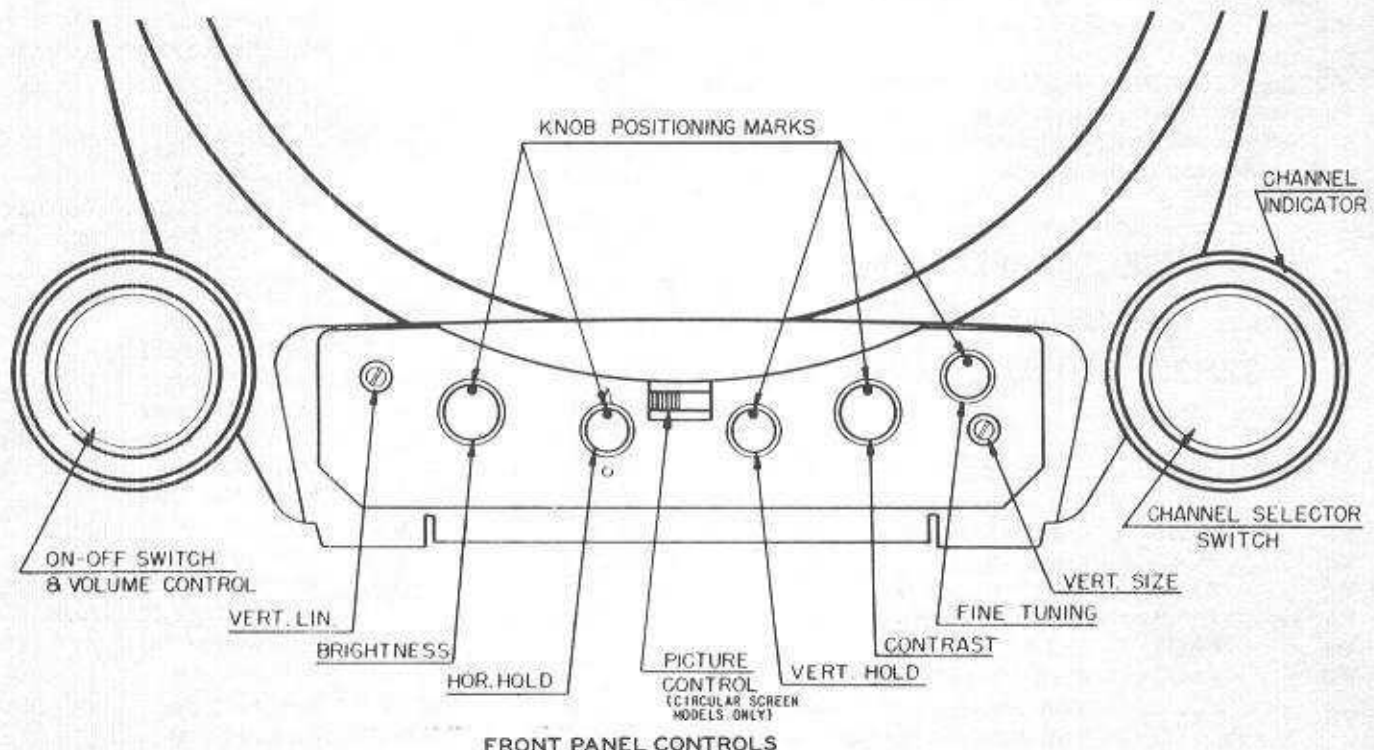 KNOB POSITIONING MARKS
CHANNEL
INDICATOR
ON-OFF SWITCH
& VOLUME CONTROL
VERT. LIN.
BRIGHTNESS
HOR. HOLD
PICTURE
CONTROL
(CIRCULAR SCREEN
MODELS ONLY)
VERT. HOLD
CONTRAST
FINE TUNING
VERT. SIZE
CHANNEL SELECTOR
SWITCH
FRONT PANEL CONTROLS